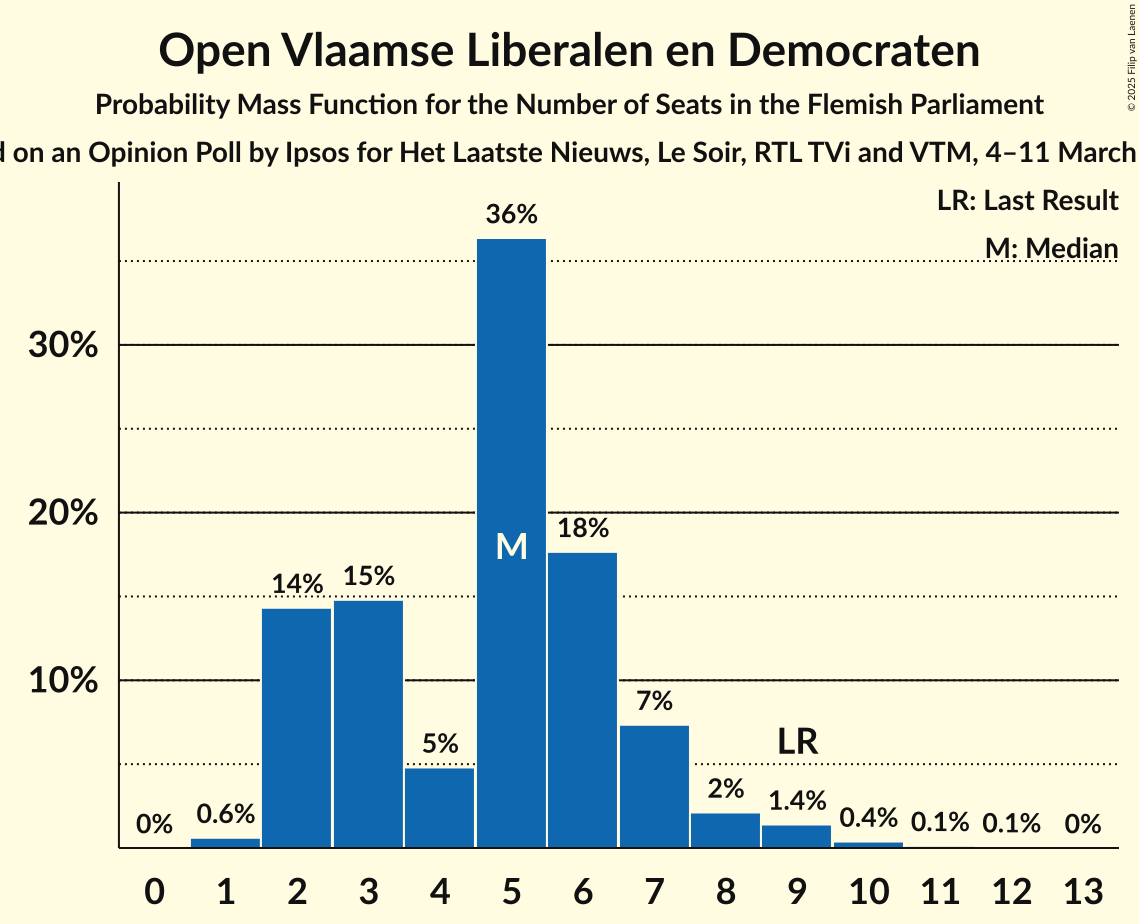 Open Vlaamse Liberalen en Democraten
Probability Mass Function for the Number of Seats in the Flemish Parliament
on an Opinion Poll by Ipsos for Het Laatste Nieuws, Le Soir, RTL TVi and VTM, 4–11 March
© 2025 Filip van Laenen
LR: Last Result
M: Median
36%
30%
20%
18%
M
14%
15%
10%
7%
5%
LR
2%
1.4%
0%
0.6%
0.4%
0.1%
0.1%
0%
0 1 2 3 4 5 6 7 8 9 10 11 12 13